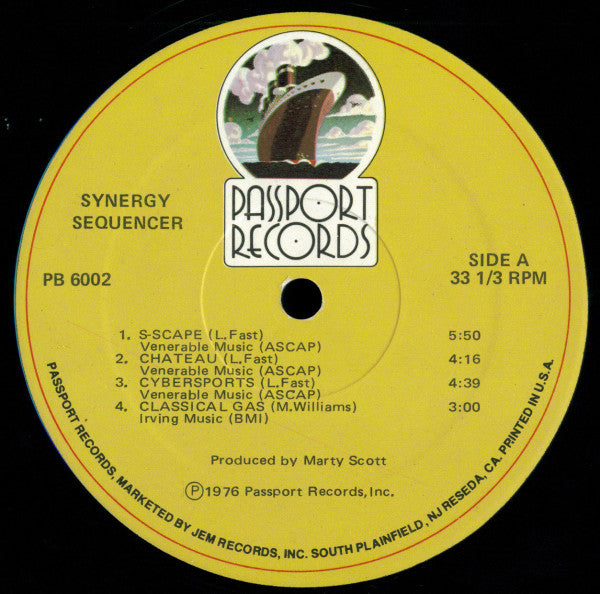 PASSPORT
RECORDS
SYNERGY
SEQUENCER
PB 6002
SIDE A
33 1/3 RPM
1. S-SCAPE (L.Fast) 5:50
Venerable Music (ASCAP)
2. CHATEAU (L.Fast) 4:16
Venerable Music (ASCAP)
3. CYBERSPORTS (L.Fast) 4:39
Venerable Music (ASCAP)
4. CLASSICAL GAS (M.Williams) 3:00
Irving Music (BMI)
Produced by Marty Scott
Ⓟ1976 Passport Records, Inc.
PASSPORT RECORDS, MARKETED BY JEM RECORDS, INC. SOUTH PLAINFIELD, NJ RESEDA, CA. PRINTED IN U.S.A.